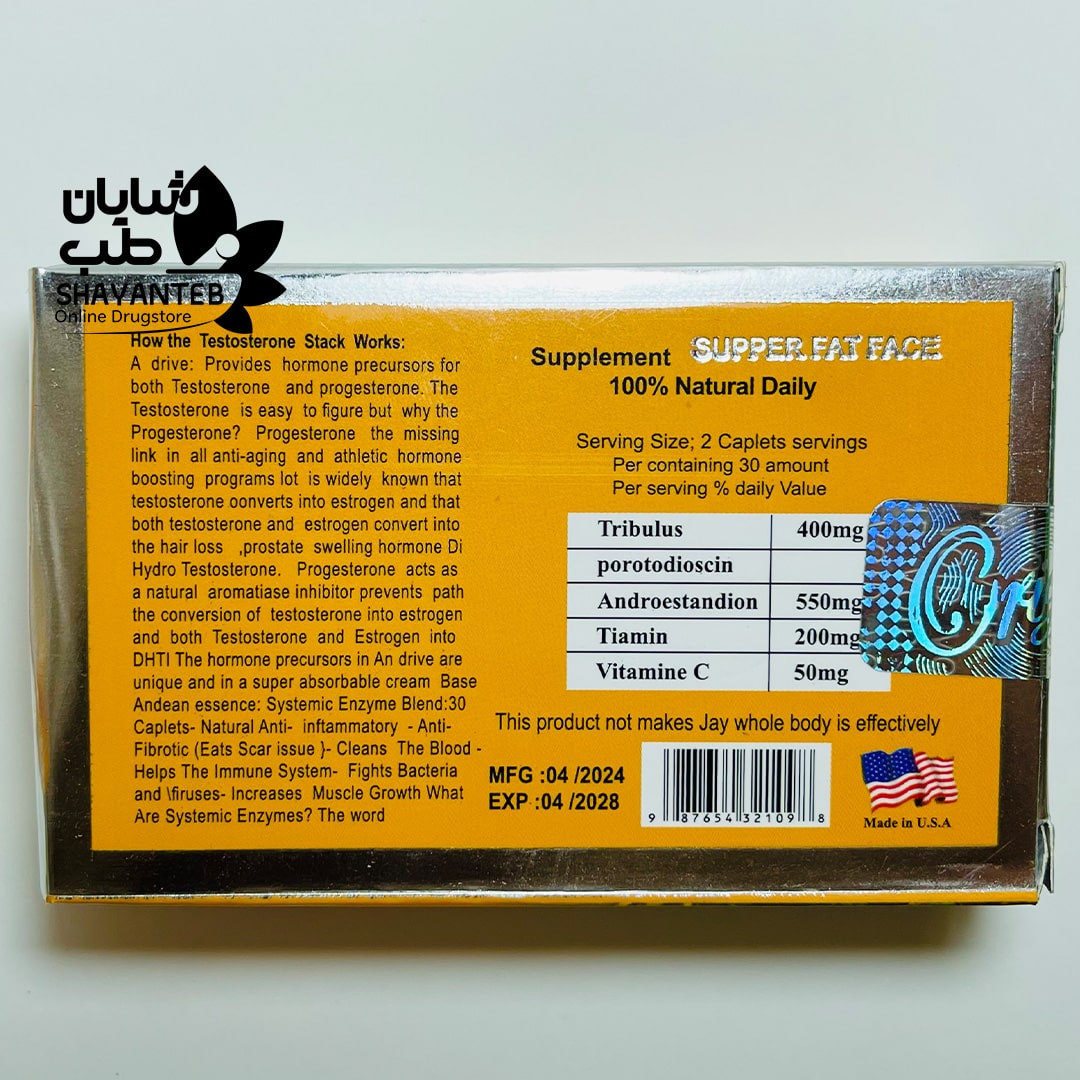 شایان
طب
SHAYANTEB
Online Drugstore
How the Testosterone Stack Works:
A drive: Provides hormone precursors for
both Testosterone and progesterone. The
Testosterone is easy to figure but why the
Progesterone? Progesterone the missing
link in all anti-aging and athletic hormone
boosting programs lot is widely known that
testosterone oonverts into estrogen and that
both testosterone and estrogen convert into
the hair loss ,prostate swelling hormone Di
Hydro Testosterone. Progesterone acts as
a natural aromatiase inhibitor prevents path
the conversion of testosterone into estrogen
and both Testosterone and Estrogen into
DHTI The hormone precursors in An drive are
unique and in a super absorbable cream Base
Andean essence: Systemic Enzyme Blend:30
Caplets- Natural Anti- inftammatory - Anti-
Fibrotic (Eats Scar issue }- Cleans The Blood -
Helps The Immune System- Fights Bacteria
and \firuses- Increases Muscle Growth What
Are Systemic Enzymes? The word
Supplement SUPPER FAT FACE
100% Natural Daily
Serving Size; 2 Caplets servings
Per containing 30 amount
Per serving % daily Value
Tribulus 400mg
porotodioscin
Androestandion 550mg
Tiamin 200mg
Vitamine C 50mg
This product not makes Jay whole body is effectively
MFG :04 /2024
EXP :04 /2028
9 87654 32109 8
Made in U.S.A